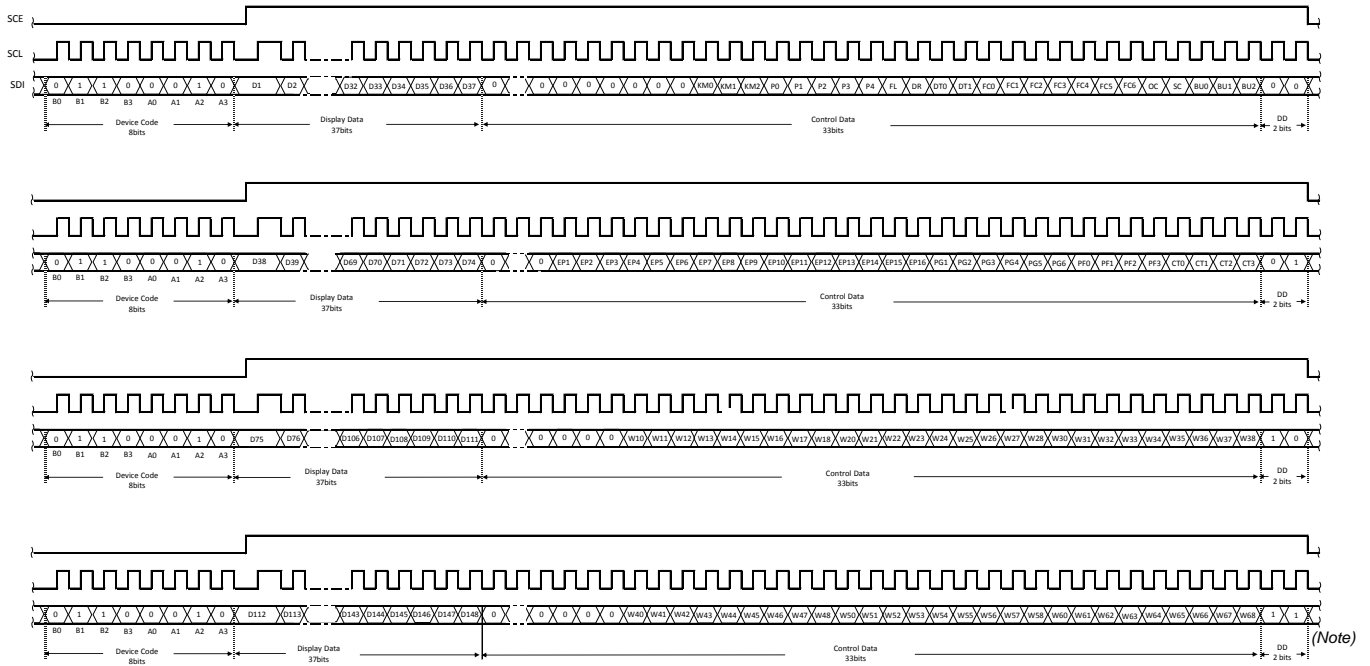 SCE
SCL
SDI
0 1 1 0 0 0 1 0 D1 D2 D32 D33 D34 D35 D36 D37 0 0 0 0 0 0 0 0 0 KM0 KM1 KM2 P0 P1 P2 P3 P4 FL DR DT0 DT1 FC0 FC1 FC2 FC3 FC4 FC5 FC6 OC SC BU0 BU1 BU2 0 0
B0 B1 B2 B3 A0 A1 A2 A3
Device Code
8bits
Display Data
37bits
Control Data
33bits
DD
2 bits
0 1 1 0 0 0 1 0 D38 D39 D69 D70 D71 D72 D73 D74 0 0 0 EP1 EP2 EP3 EP4 EP5 EP6 EP7 EP8 EP9 EP10 EP11 EP12 EP13 EP14 EP15 EP16 PG1 PG2 PG3 PG4 PG5 PG6 PF0 PF1 PF2 PF3 CT0 CT1 CT2 CT3 0 1
B0 B1 B2 B3 A0 A1 A2 A3
Device Code
8bits
Display Data
37bits
Control Data
33bits
DD
2 bits
0 1 1 0 0 0 1 0 D75 D76 D106 D107 D108 D109 D110 D111 0 0 0 0 0 0 W10 W11 W12 W13 W14 W15 W16 W17 W18 W20 W21 W22 W23 W24 W25 W26 W27 W28 W30 W31 W32 W33 W34 W35 W36 W37 W38 1 0
B0 B1 B2 B3 A0 A1 A2 A3
Device Code
8bits
Display Data
37bits
Control Data
33bits
DD
2 bits
0 1 1 0 0 0 1 0 D112 D113 D143 D144 D145 D146 D147 D148 0 0 0 0 0 0 W40 W41 W42 W43 W44 W45 W46 W47 W48 W50 W51 W52 W53 W54 W55 W56 W57 W58 W60 W61 W62 W63 W64 W65 W66 W67 W68 1 1
(Note)
B0 B1 B2 B3 A0 A1 A2 A3
Device Code
8bits
Display Data
37bits
Control Data
33bits
DD
2 bits